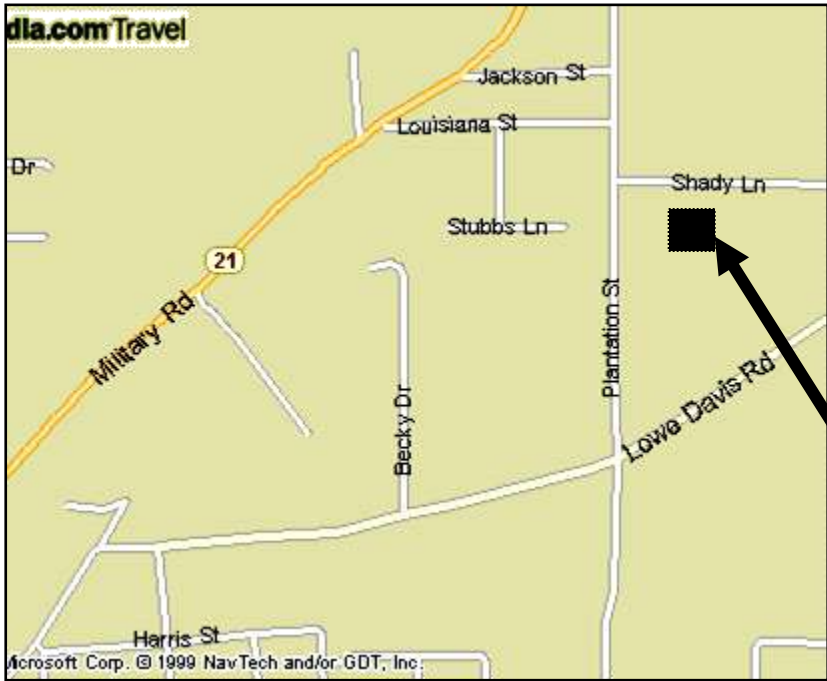 dia.com Travel
Jackson St
Louisiana St
Dr
Shady Ln
Stubbs Ln
21
Military Rd
Plantation St
Lowe Davis Rd
Becky Dr
Harris St
Microsoft Corp. © 1999 NavTech and/or GDT, Inc.